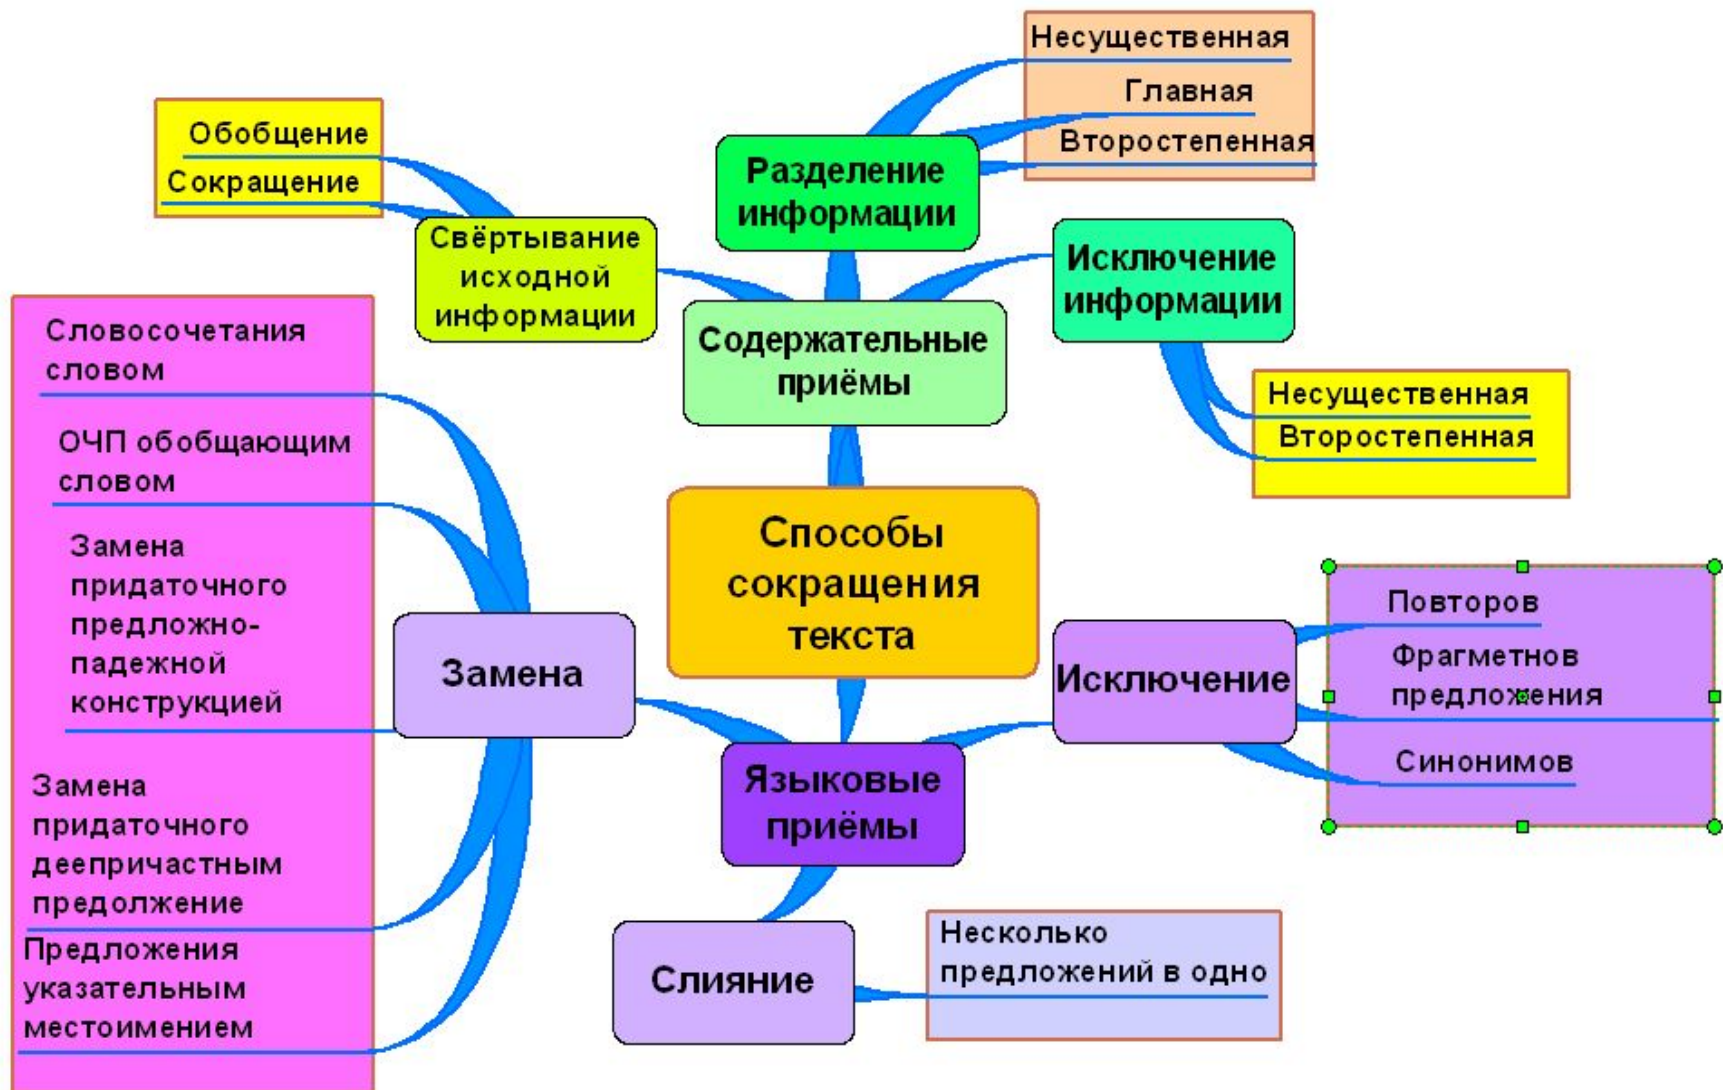 Несущественная
Главная
Второстепенная
Обобщение
Сокращение
Разделение
информации
Свёртывание
исходной
информации
Исключение
информации
Содержательные
приёмы
Несущественная
Второстепенная
Словосочетания
словом
ОЧП обобщающим
словом
Замена
придаточного
предложно-
падежной
конструкцией
Замена
придаточного
деепричастным
предолжение
Предложения
указательным
местоимением
Способы
сокращения
текста
Замена
Исключение
Повторов
Фрагметнов
предложения
Синонимов
Языковые
приёмы
Слияние
Несколько
предложений в одно